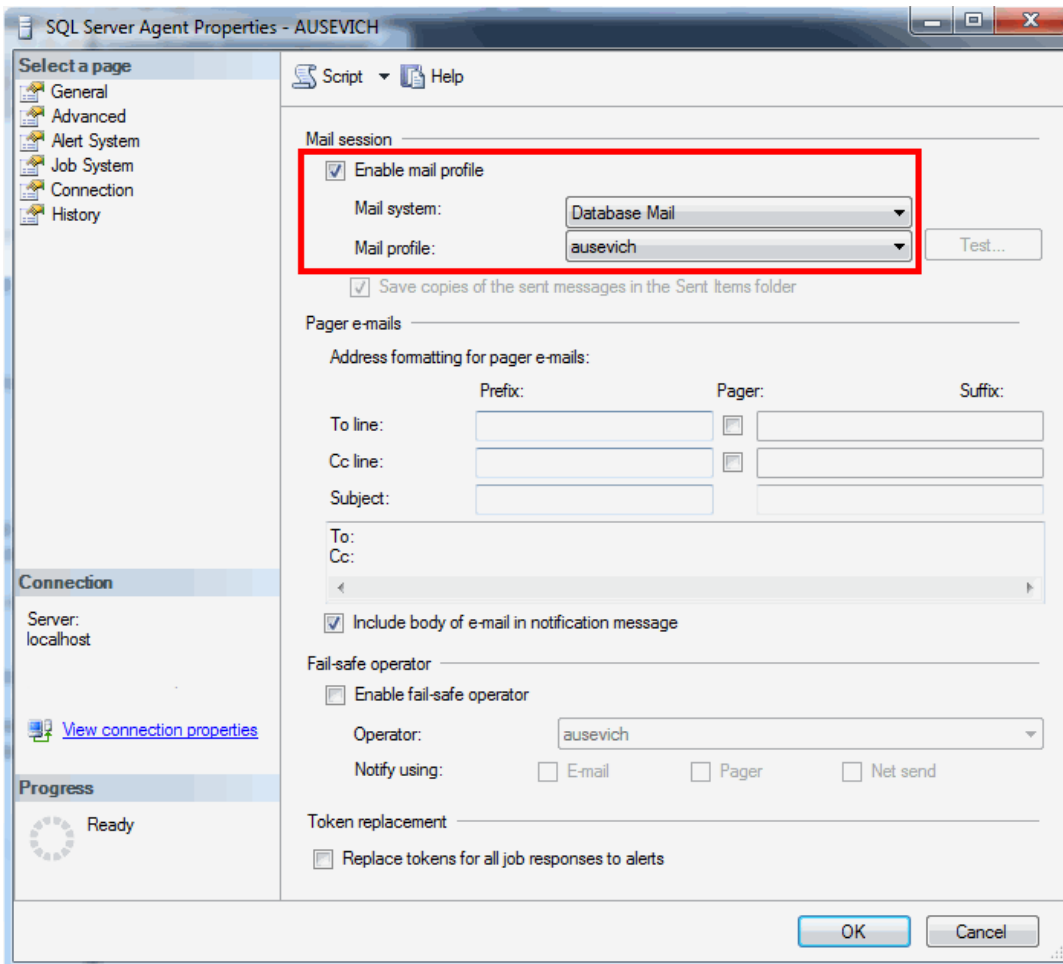 SQL Server Agent Properties - AUSEVICH
Select a page
General
Advanced
Alert System
Job System
Connection
History
Script Help
Mail session
Enable mail profile
Mail system: Database Mail
Mail profile: ausevich Test...
Save copies of the sent messages in the Sent Items folder
Pager e-mails
Address formatting for pager e-mails:
Prefix: Pager: Suffix:
To line:
Cc line:
Subject:
To:
Cc:
Include body of e-mail in notification message
Fail-safe operator
Enable fail-safe operator
Operator: ausevich
Notify using: E-mail Pager Net send
Token replacement
Replace tokens for all job responses to alerts
Connection
Server:
localhost
View connection properties
Progress
Ready
OK Cancel